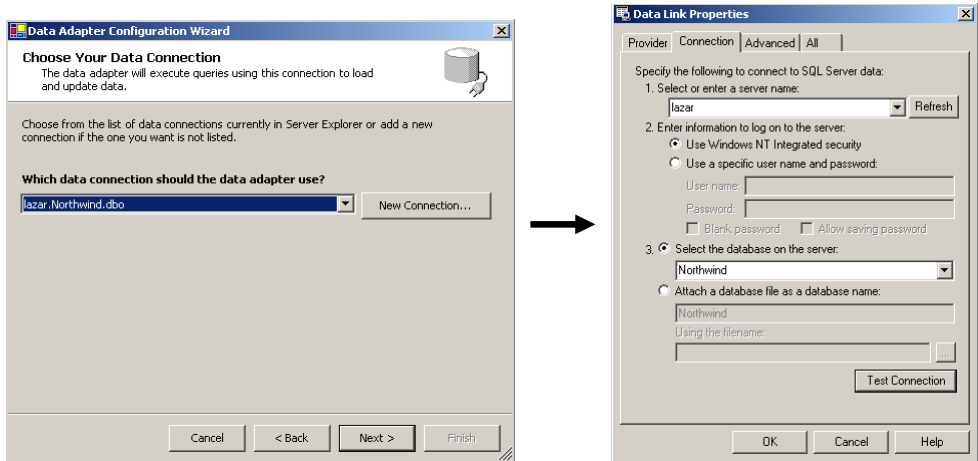 Data Adapter Configuration Wizard
Choose Your Data Connection
The data adapter will execute queries using this connection to load
and update data.
Choose from the list of data connections currently in Server Explorer or add a new
connection if the one you want is not listed.
Which data connection should the data adapter use?
lazar.Northwind.dbo
New Connection...
Cancel
< Back
Next >
Finish
Data Link Properties
Provider Connection Advanced All
Specify the following to connect to SQL Server data:
1. Select or enter a server name:
lazar
Refresh
2. Enter information to log on to the server:
Use Windows NT Integrated security
Use a specific user name and password:
User name:
Password:
Blank password Allow saving password
3. Select the database on the server:
Northwind
Attach a database file as a database name:
Northwind
Using the filename:
...
Test Connection
OK
Cancel
Help